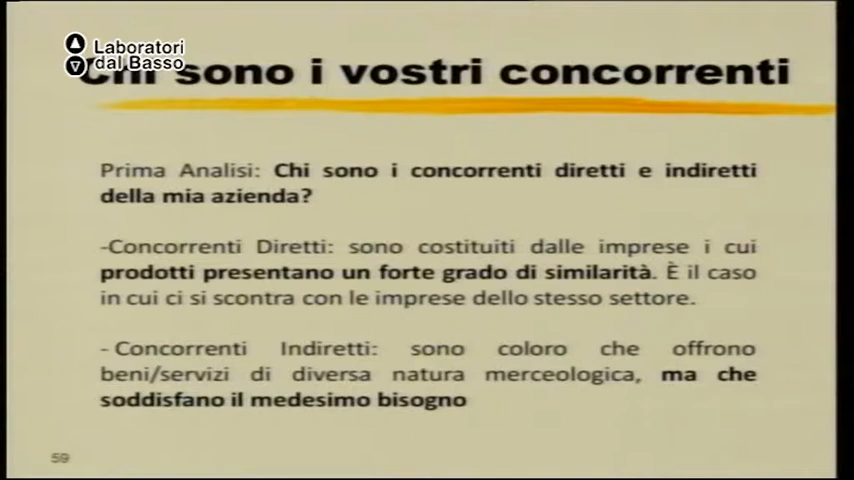 Laboratori
dal Basso
Chi sono i vostri concorrenti
Prima Analisi: Chi sono i concorrenti diretti e indiretti
della mia azienda?
-Concorrenti Diretti: sono costituiti dalle imprese i cui
prodotti presentano un forte grado di similarità. È il caso
in cui ci si scontra con le imprese dello stesso settore.
- Concorrenti Indiretti: sono coloro che offrono
beni/servizi di diversa natura merceologica, ma che
soddisfano il medesimo bisogno
59